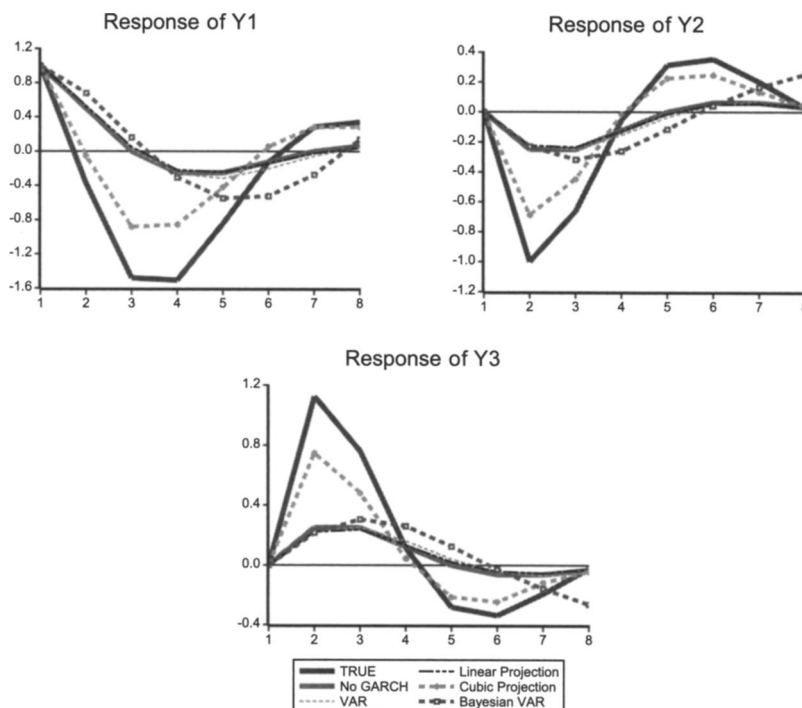 Response of Y1
1.2
0.8
0.4
0.0
-0.4
-0.8
-1.2
-1.6
1 2 3 4 5 6 7 8
Response of Y2
0.4
0.2
0.0
-0.2
-0.4
-0.6
-0.8
-1.0
-1.2
1 2 3 4 5 6 7
Response of Y3
1.2
0.8
0.4
0.0
-0.4
1 2 3 4 5 6 7 8
TRUE
No GARCH
VAR
Linear Projection
Cubic Projection
Bayesian VAR